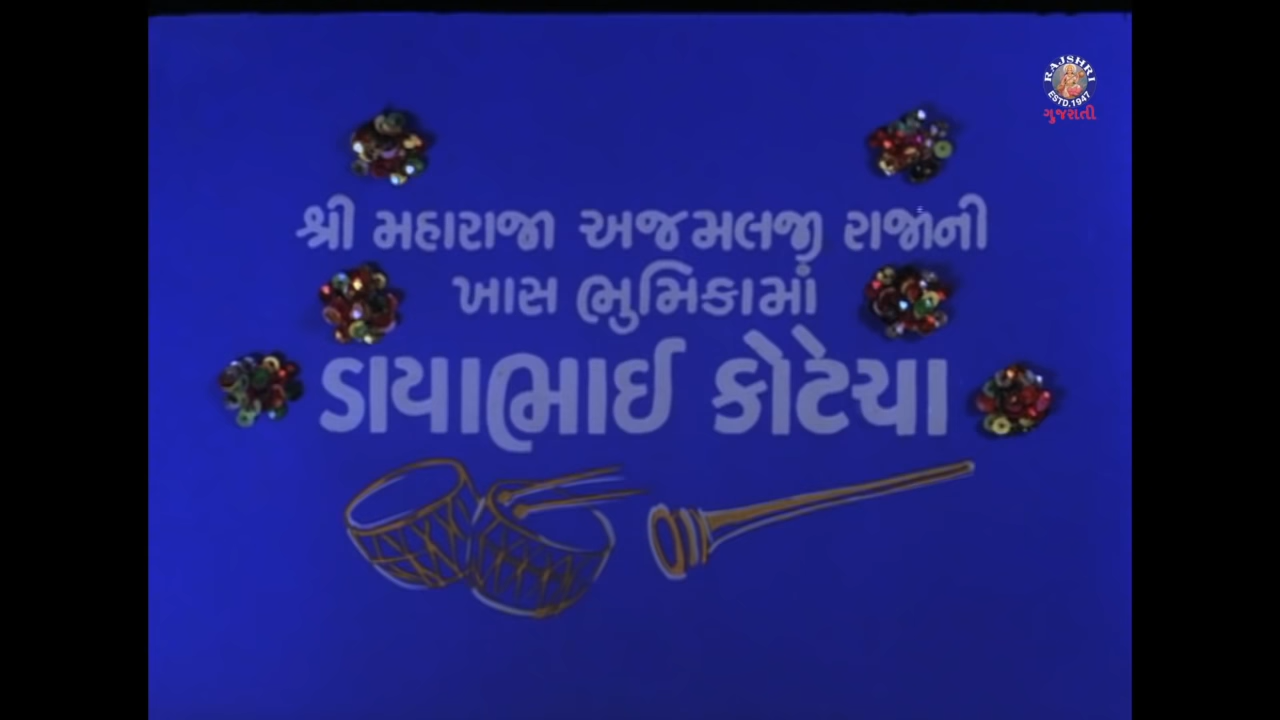 RAJSHRI
ESTD.1947
ગુજરાતી
શ્રી મહારાજા અજમલજી રાજાંની
ખાસ ભુમિકામાં
ડાયાભાઈ કોટેચા